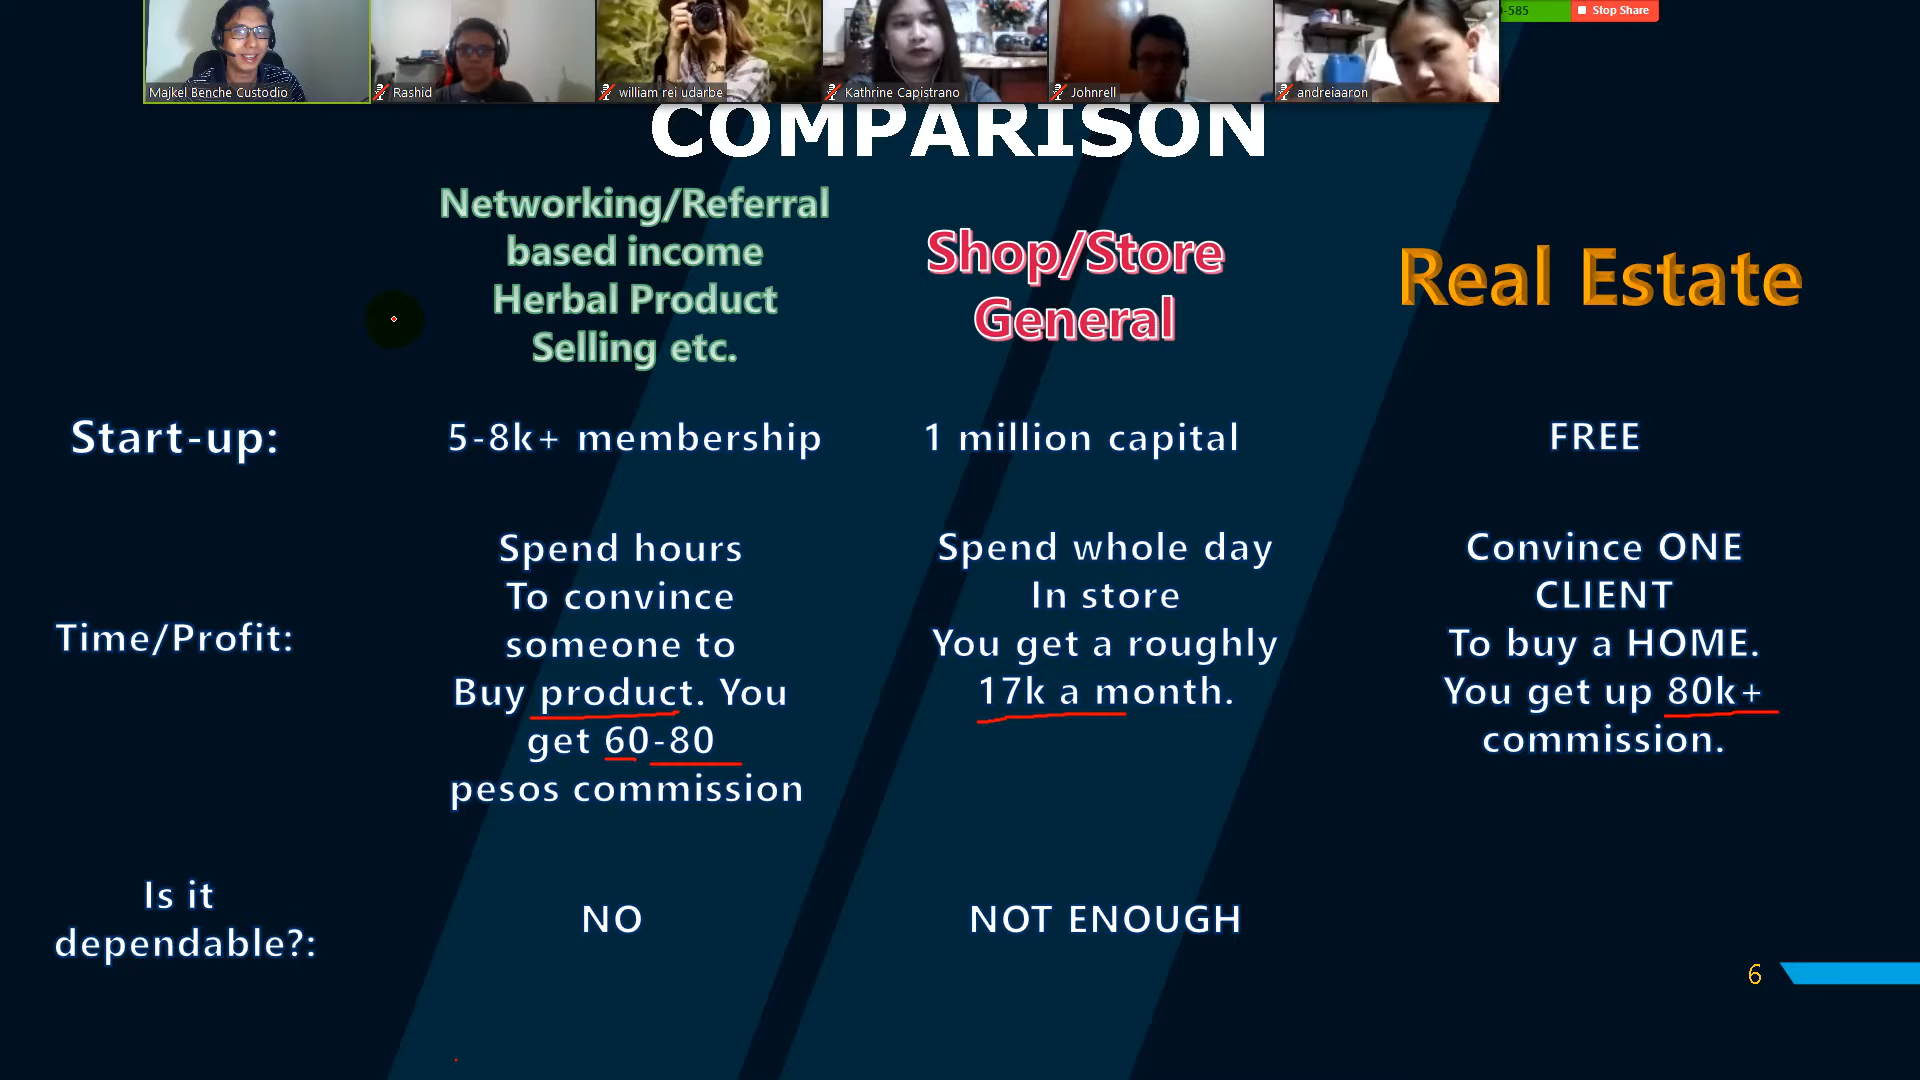 -585
Stop Share
Majkel Benche Custodio
Rashid
william rei udarbe
Kathrine Capistrano
Johnrell
andreiaaron
COMPARISON
Networking/Referral
based income
Herbal Product
Selling etc.
Shop/Store
General
Real Estate
Start-up:
5-8k+ membership
1 million capital
FREE
Time/Profit:
Spend hours
To convince
someone to
Buy product. You
get 60-80
pesos commission
Spend whole day
In store
You get a roughly
17k a month.
Convince ONE
CLIENT
To buy a HOME.
You get up 80k+
commission.
Is it
dependable?:
NO
NOT ENOUGH
6